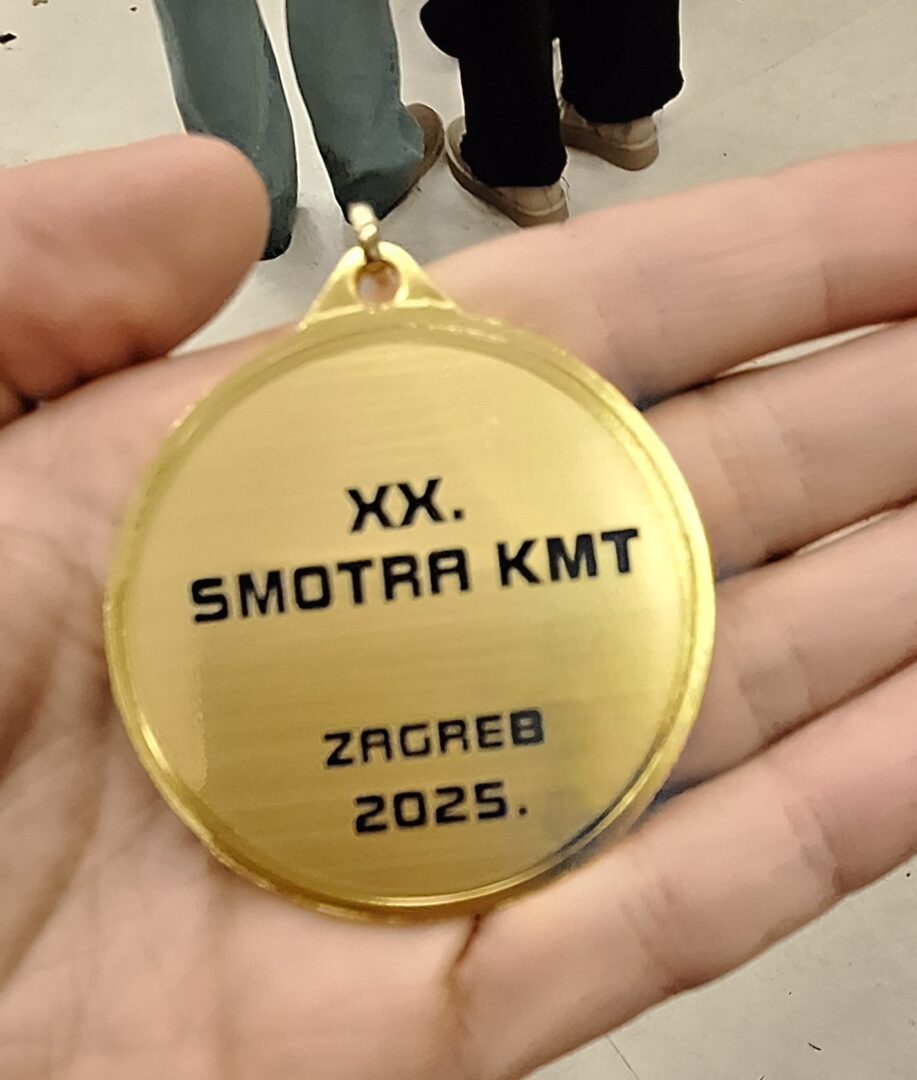 XX.
SMOTRA KMT
ZAGREB
2025.